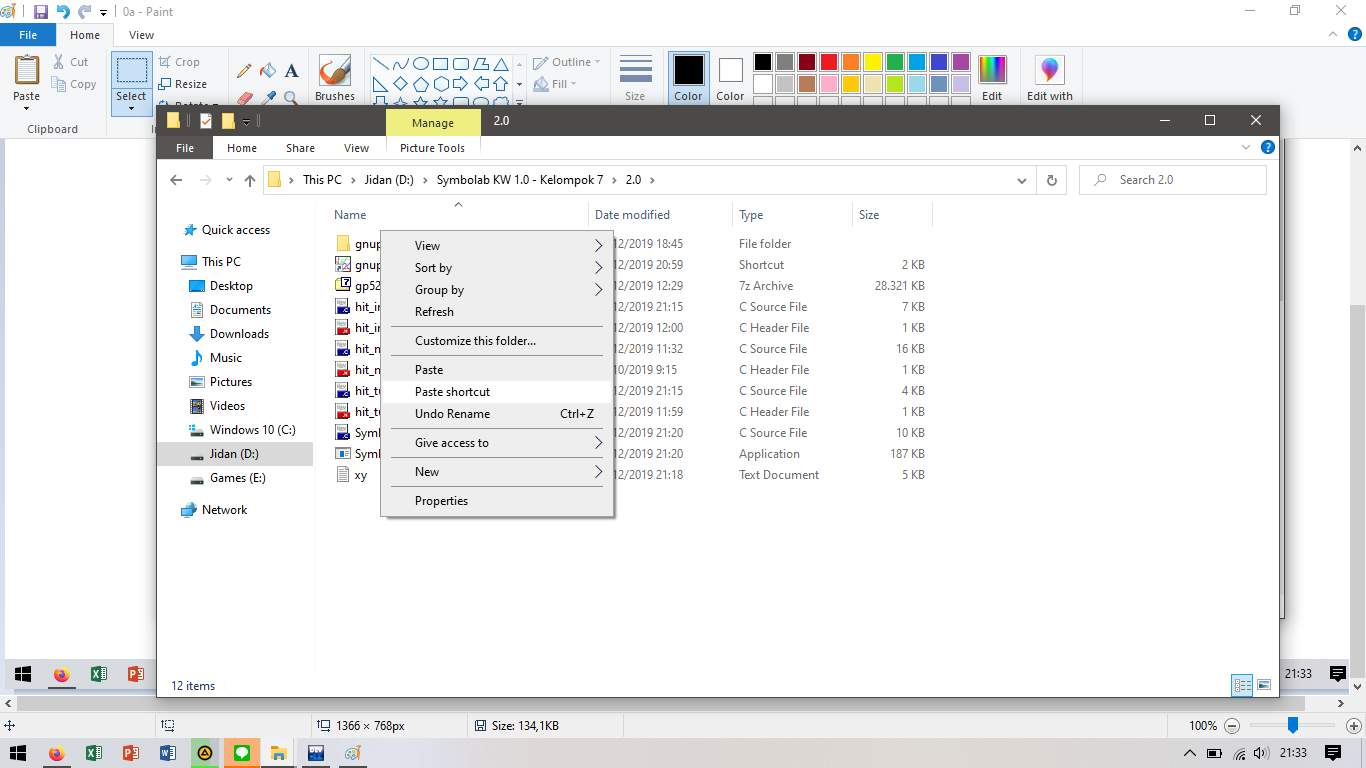 0a - Paint
File Home View
Paste
Cut
Copy
Clipboard
Select
Crop
Resize
Rotate
Brushes
Outline
Fill
Size
Color
Color
Edit
Edit with
Manage 2.0
File Home Share View Picture Tools
This PC Jidan (D:) Symbolab KW 1.0 - Kelompok 7 2.0
Search 2.0
Quick access
This PC
Desktop
Documents
Downloads
Music
Pictures
Videos
Windows 10 (C:)
Jidan (D:)
Games (E:)
Network
Name Date modified Type Size
gnup 12/2019 18:45 File folder
gnup 12/2019 20:59 Shortcut 2 KB
gp52 12/2019 12:29 7z Archive 28.321 KB
hit_in 12/2019 21:15 C Source File 7 KB
hit_in 12/2019 12:00 C Header File 1 KB
hit_n 12/2019 11:32 C Source File 16 KB
hit_n 10/2019 9:15 C Header File 1 KB
hit_tu 12/2019 21:15 C Source File 4 KB
hit_tu 12/2019 11:59 C Header File 1 KB
Symb 12/2019 21:20 C Source File 10 KB
Symb 12/2019 21:20 Application 187 KB
xy 12/2019 21:18 Text Document 5 KB
View
Sort by
Group by
Refresh
Customize this folder...
Paste
Paste shortcut
Undo Rename Ctrl+Z
Give access to
New
Properties
12 items
21:33
1366 × 768px
Size: 134,1KB
100%
21:33